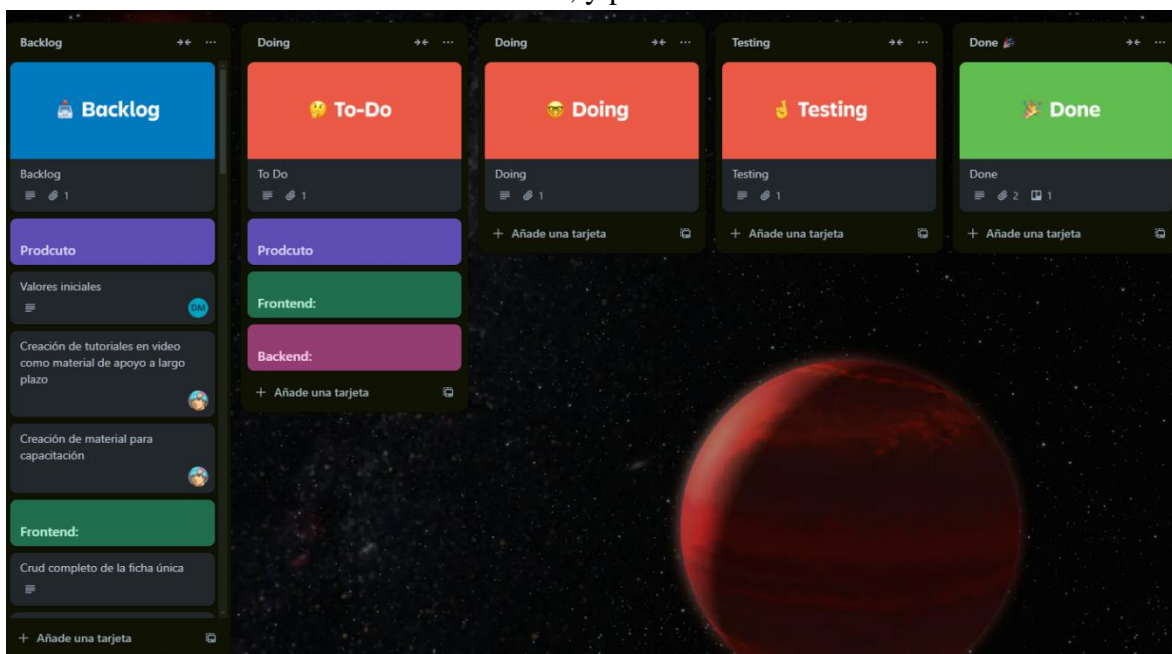 , y p
Backlog
Backlog
Backlog
1
Prodcuto
Valores iniciales
DM
Creación de tutoriales en video
como material de apoyo a largo
plazo
Creación de material para
capacitación
Frontend:
Crud completo de la ficha única
+ Añade una tarjeta
Doing
To-Do
To Do
1
Prodcuto
Frontend:
Backend:
+ Añade una tarjeta
Doing
Doing
Doing
1
+ Añade una tarjeta
Testing
Testing
Testing
1
+ Añade una tarjeta
Done
Done
Done
2 1
+ Añade una tarjeta